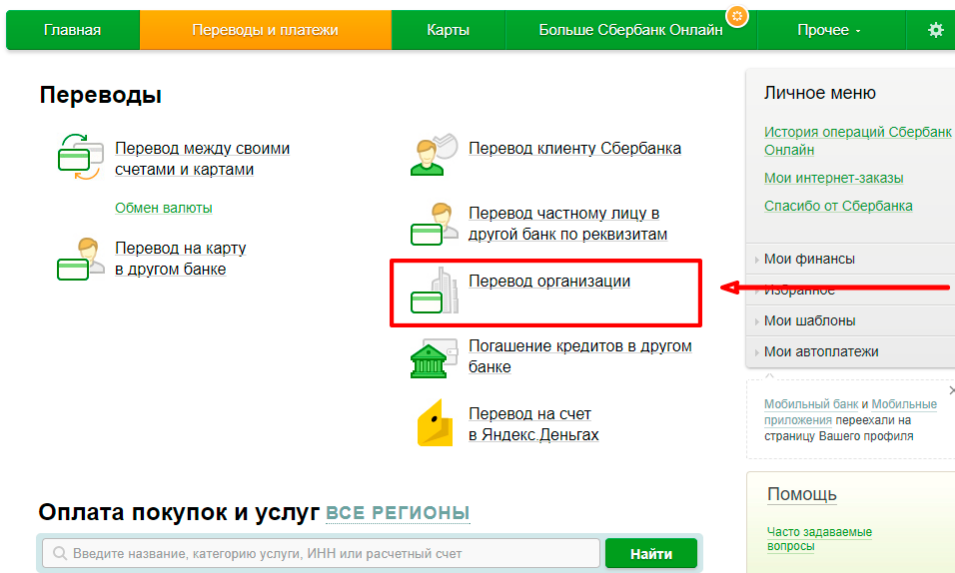 Главная
Переводы и платежи
Карты
Больше Сбербанк Онлайн
Прочее
Переводы
Перевод между своими
счетами и картами
Обмен валюты
Перевод на карту
в другом банке
Перевод клиенту Сбербанка
Перевод частному лицу в
другой банк по реквизитам
Перевод организации
Погашение кредитов в другом
банке
Перевод на счет
в Яндекс.Деньгах
Личное меню
История операций Сбербанк
Онлайн
Мои интернет-заказы
Спасибо от Сбербанка
Мои финансы
Избранное
Мои шаблоны
Мои автоплатежи
Мобильный банк и Мобильные
приложения переехали на
страницу Вашего профиля
Помощь
Часто задаваемые
вопросы
Оплата покупок и услуг ВСЕ РЕГИОНЫ
Введите название, категорию услуги, ИНН или расчетный счет
Найти